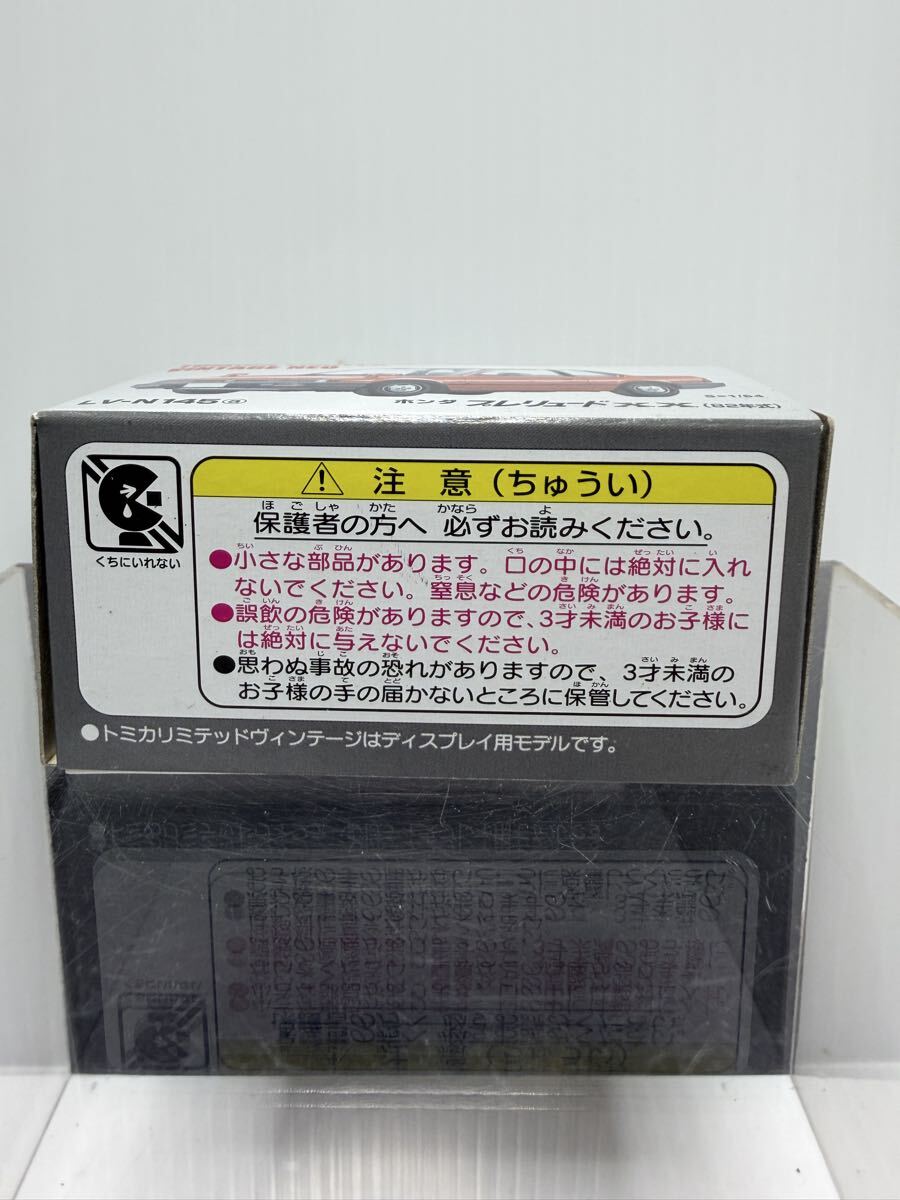 LV-N145ⓐ
ホンダ プレリュード XX (82年式)
S=1/64
くちにいれない
⚠ 注 意 (ちゅうい)
保護者の方へ 必ずお読みください。
●小さな部品があります。口の中には絶対に入れ
ないでください。窒息などの危険があります。
●誤飲の危険がありますので、3才未満のお子様に
は絶対に与えないでください。
●思わぬ事故の恐れがありますので、3才未満の
お子様の手の届かないところに保管してください。
●トミカリミテッドヴィンテージはディスプレイ用モデルです。